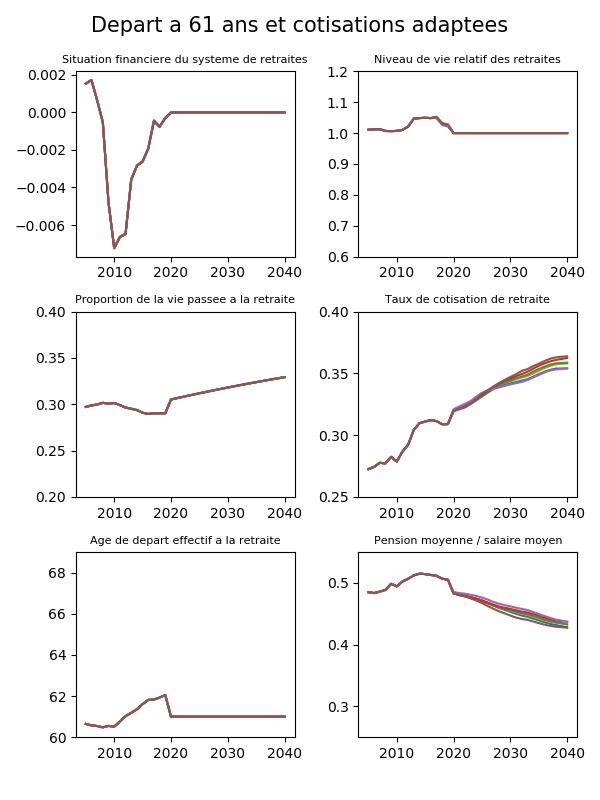 Depart a 61 ans et cotisations adaptees
Situation financiere du systeme de retraites
Niveau de vie relatif des retraites
0.002
0.000
−0.002
−0.004
−0.006
2010 2020 2030 2040
1.2
1.1
1.0
0.9
0.8
0.7
0.6
2010 2020 2030 2040
Proportion de la vie passee a la retraite
Taux de cotisation de retraite
0.40
0.35
0.30
0.25
0.20
2010 2020 2030 2040
0.40
0.35
0.30
0.25
2010 2020 2030 2040
Age de depart effectif a la retraite
Pension moyenne / salaire moyen
68
66
64
62
60
2010 2020 2030 2040
0.5
0.4
0.3
2010 2020 2030 2040